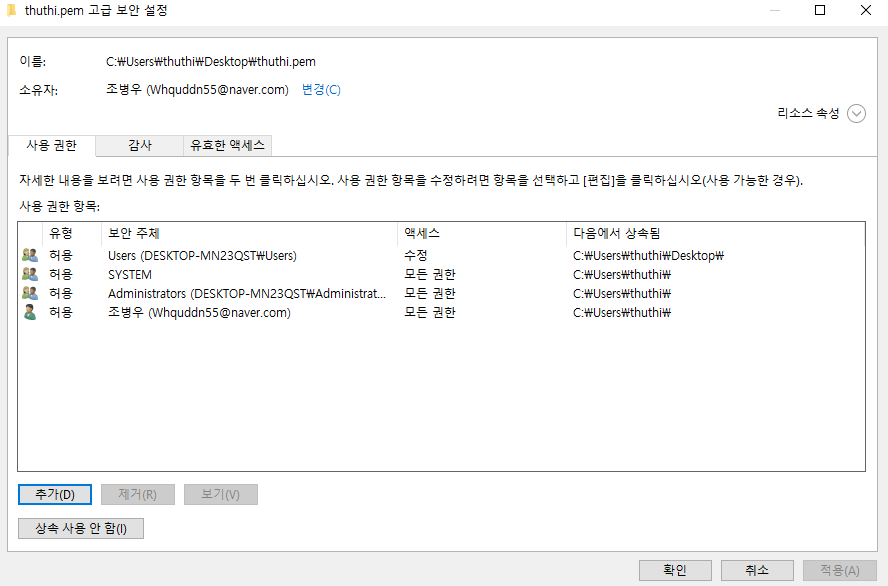 thuthi.pem 고급 보안 설정
이름: C:₩Users₩thuthi₩Desktop₩thuthi.pem
소유자: 조병우 (Whquddn55@naver.com) 변경(C)
리소스 속성
사용 권한 감사 유효한 액세스
자세한 내용을 보려면 사용 권한 항목을 두 번 클릭하십시오. 사용 권한 항목을 수정하려면 항목을 선택하고 [편집]을 클릭하십시오(사용 가능한 경우).
사용 권한 항목:
유형 보안 주체 액세스 다음에서 상속됨
허용 Users (DESKTOP-MN23QST₩Users) 수정 C:₩Users₩thuthi₩Desktop₩
허용 SYSTEM 모든 권한 C:₩Users₩thuthi₩
허용 Administrators (DESKTOP-MN23QST₩Administrat... 모든 권한 C:₩Users₩thuthi₩
허용 조병우 (Whquddn55@naver.com) 모든 권한 C:₩Users₩thuthi₩
추가(D) 제거(R) 보기(V)
상속 사용 안 함(I)
확인 취소 적용(A)